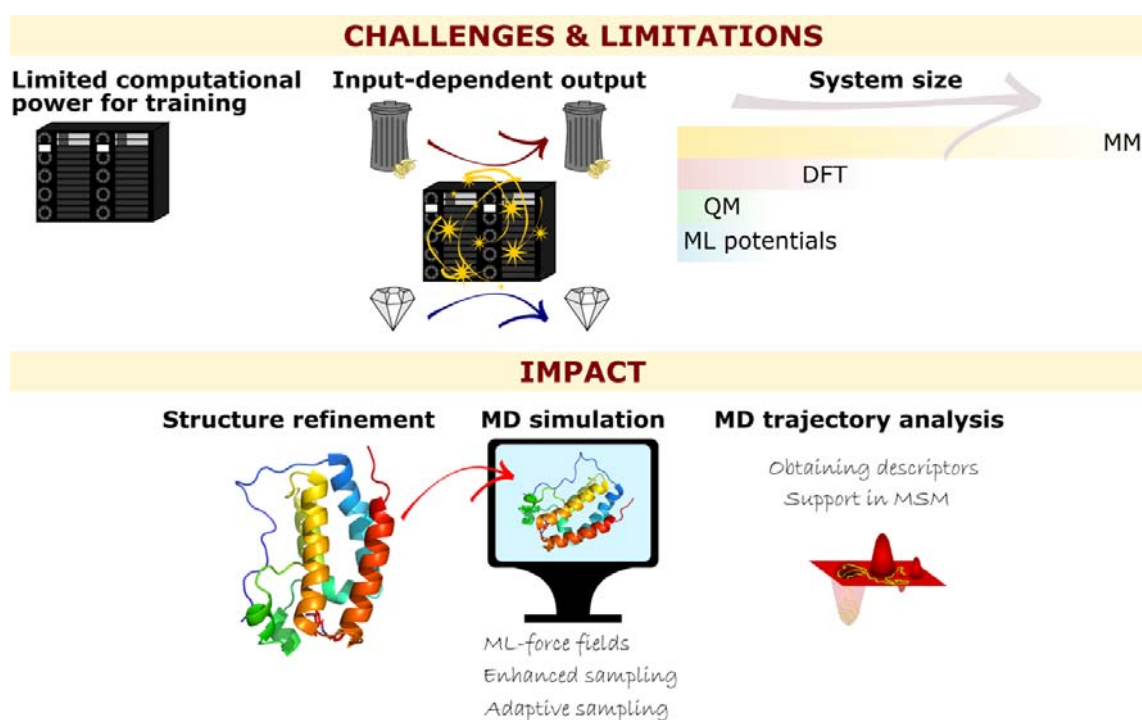 CHALLENGES & LIMITATIONS
Limited computational
power for training
Input-dependent output
System size
MM
DFT
QM
ML potentials
IMPACT
Structure refinement
MD simulation
MD trajectory analysis
Obtaining descriptors
Support in MSM
ML-force fields
Enhanced sampling
Adaptive sampling